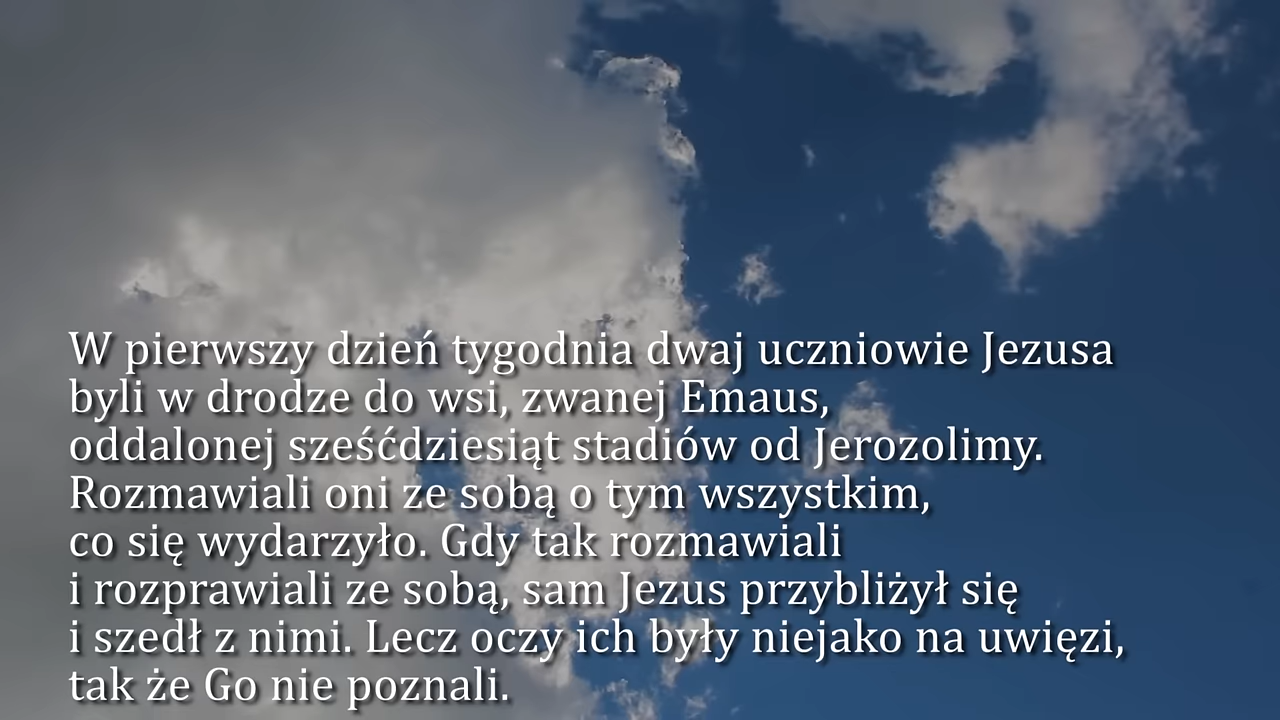 W pierwszy dzień tygodnia dwaj uczniowie Jezusa
byli w drodze do wsi, zwanej Emaus,
oddalonej sześćdziesiąt stadiów od Jerozolimy.
Rozmawiali oni ze sobą o tym wszystkim,
co się wydarzyło. Gdy tak rozmawiali
i rozprawiali ze sobą, sam Jezus przybliżył się
i szedł z nimi. Lecz oczy ich były niejako na uwięzi,
tak że Go nie poznali.